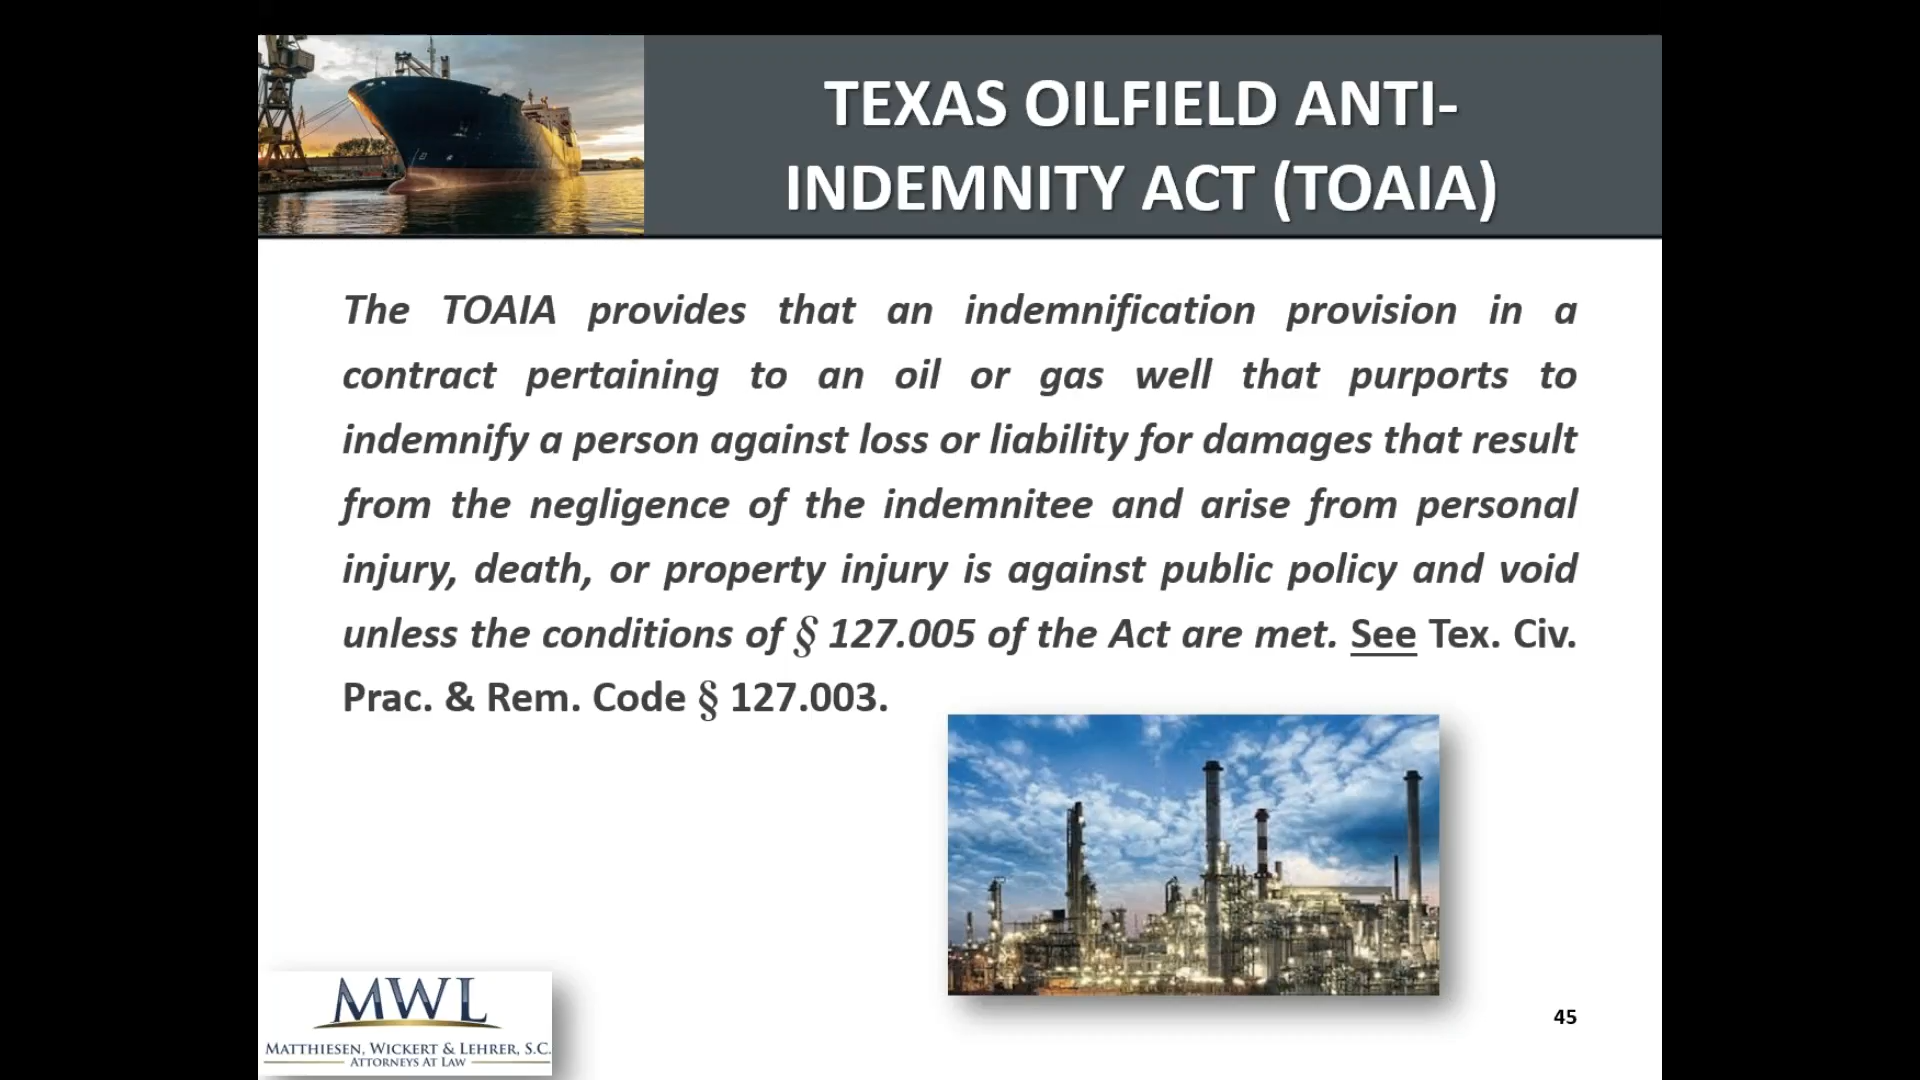 TEXAS OILFIELD ANTI-
INDEMNITY ACT (TOAIA)
The TOAIA provides that an indemnification provision in a
contract pertaining to an oil or gas well that purports to
indemnify a person against loss or liability for damages that result
from the negligence of the indemnitee and arise from personal
injury, death, or property injury is against public policy and void
unless the conditions of § 127.005 of the Act are met. See Tex. Civ.
Prac. & Rem. Code § 127.003.
MWL
MATTHIESEN, WICKERT & LEHRER, S.C.
ATTORNEYS AT LAW
45